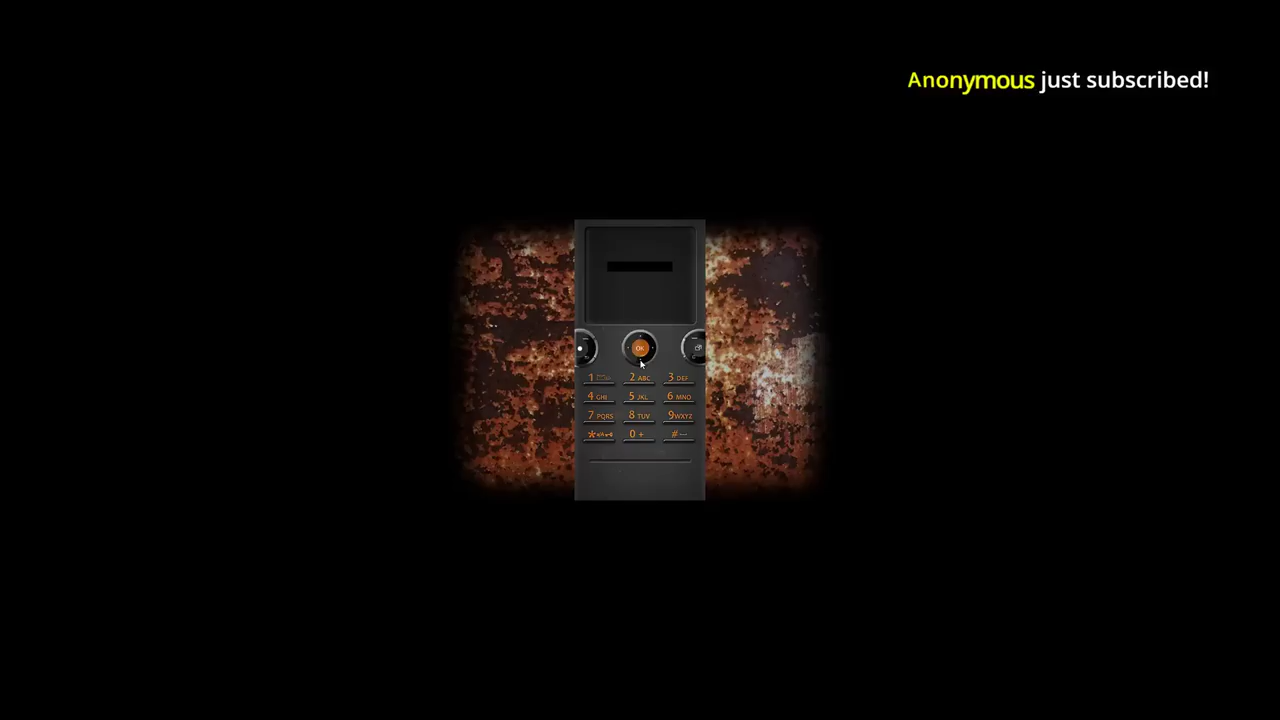 Anonymous just subscribed!
OK
1 2 ABC 3 DEF
4 GHI 5 JKL 6 MNO
7 PQRS 8 TUV 9 WXYZ
* 0 + #